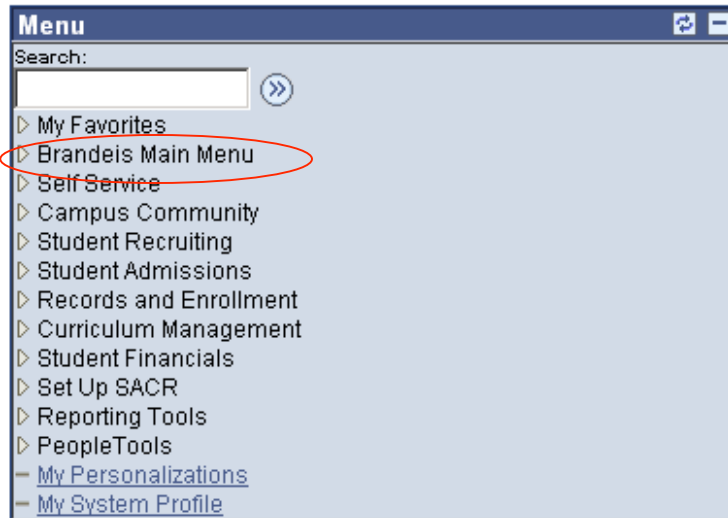 Menu
Search:
My Favorites
Brandeis Main Menu
Self Service
Campus Community
Student Recruiting
Student Admissions
Records and Enrollment
Curriculum Management
Student Financials
Set Up SACR
Reporting Tools
PeopleTools
My Personalizations
My System Profile